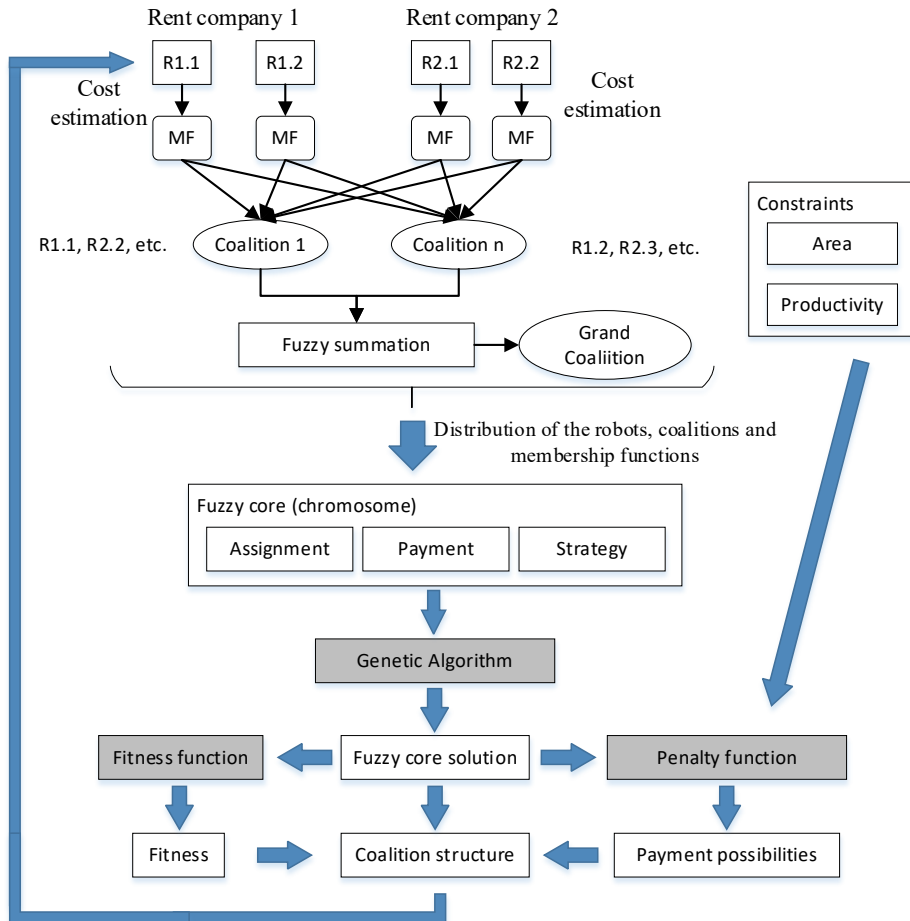 Rent company 1
Rent company 2
R1.1
R1.2
R2.1
R2.2
Cost
estimation
Cost
estimation
MF
MF
MF
MF
R1.1, R2.2, etc.
Coalition 1
Coalition n
R1.2, R2.3, etc.
Constraints
Area
Productivity
Fuzzy summation
Grand
Coaliition
Distribution of the robots, coalitions and
membership functions
Fuzzy core (chromosome)
Assignment
Payment
Strategy
Genetic Algorithm
Fitness function
Fuzzy core solution
Penalty function
Fitness
Coalition structure
Payment possibilities